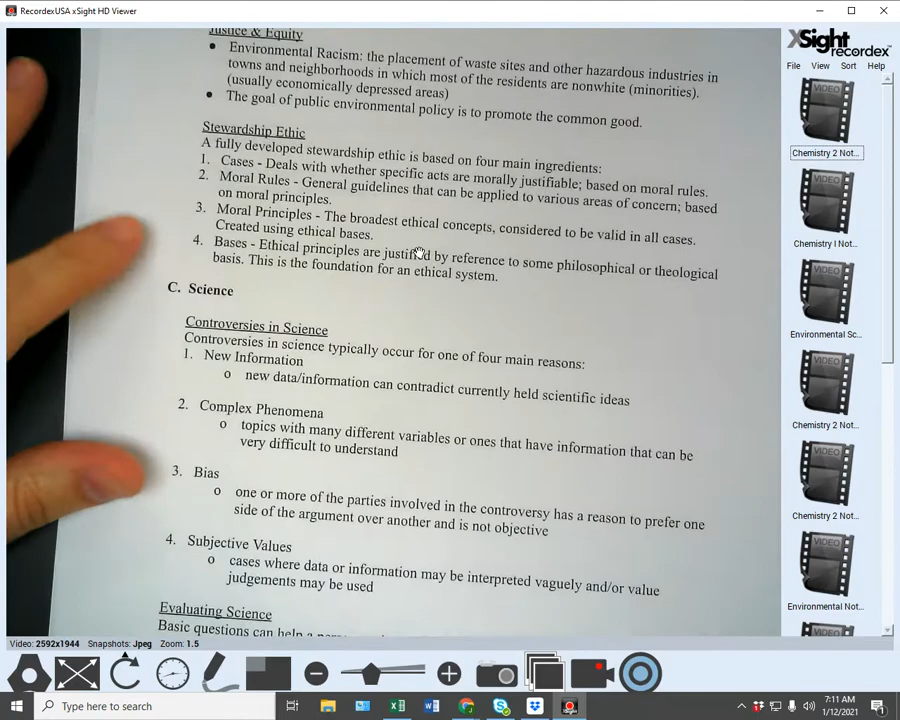 RecordexUSA xSight HD Viewer
Justice & Equity
• Environmental Racism: the placement of waste sites and other hazardous industries in
towns and neighborhoods in which most of the residents are nonwhite (minorities).
(usually economically depressed areas)
• The goal of public environmental policy is to promote the common good.
Stewardship Ethic
A fully developed stewardship ethic is based on four main ingredients:
1. Cases - Deals with whether specific acts are morally justifiable; based on moral rules.
2. Moral Rules - General guidelines that can be applied to various areas of concern; based
on moral principles.
3. Moral Principles - The broadest ethical concepts, considered to be valid in all cases.
Created using ethical bases.
4. Bases - Ethical principles are justified by reference to some philosophical or theological
basis. This is the foundation for an ethical system.
C. Science
Controversies in Science
Controversies in science typically occur for one of four main reasons:
1. New Information
o new data/information can contradict currently held scientific ideas
2. Complex Phenomena
o topics with many different variables or ones that have information that can be
very difficult to understand
3. Bias
o one or more of the parties involved in the controversy has a reason to prefer one
side of the argument over another and is not objective
4. Subjective Values
o cases where data or information may be interpreted vaguely and/or value
judgements may be used
Evaluating Science
Basic questions can help a
xSight
recordex
File View Sort Help
VIDEO
Chemistry 2 Not...
VIDEO
Chemistry I Not...
VIDEO
Environmental Sc...
VIDEO
Chemistry 2 Not...
VIDEO
Chemistry 2 Not...
VIDEO
Environmental Not...
VIDEO
Video: 2592x1944 Snapshots: Jpeg Zoom: 1.5
Type here to search
7:11 AM
1/12/2021
1